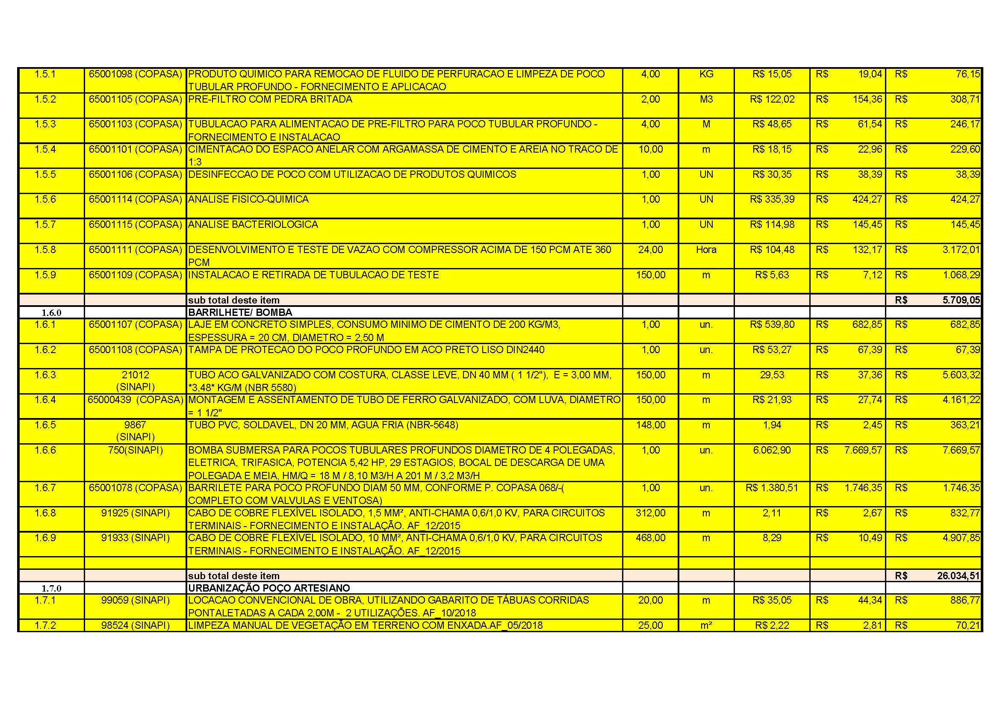 1.5.1 65001098 (COPASA) PRODUTO QUIMICO PARA REMOCAO DE FLUIDO DE PERFURACAO E LIMPEZA DE POCO 4,00 KG R$ 15,05 R$ 19,04 R$ 76,15
TUBULAR PROFUNDO - FORNECIMENTO E APLICACAO
1.5.2 65001105 (COPASA) PRE-FILTRO COM PEDRA BRITADA 2,00 M3 R$ 122,02 R$ 154,36 R$ 308,71
1.5.3 65001103 (COPASA) TUBULACAO PARA ALIMENTACAO DE PRE-FILTRO PARA POCO TUBULAR PROFUNDO - 4,00 M R$ 48,65 R$ 61,54 R$ 246,17
FORNECIMENTO E INSTALACAO
1.5.4 65001101 (COPASA) CIMENTACAO DO ESPACO ANELAR COM ARGAMASSA DE CIMENTO E AREIA NO TRACO DE 10,00 m R$ 18,15 R$ 22,96 R$ 229,60
1:3
1.5.5 65001106 (COPASA) DESINFECCAO DE POCO COM UTILIZACAO DE PRODUTOS QUIMICOS 1,00 UN R$ 30,35 R$ 38,39 R$ 38,39
1.5.6 65001114 (COPASA) ANALISE FISICO-QUIMICA 1,00 UN R$ 335,39 R$ 424,27 R$ 424,27
1.5.7 65001115 (COPASA) ANALISE BACTERIOLOGICA 1,00 UN R$ 114,98 R$ 145,45 R$ 145,45
1.5.8 65001111 (COPASA) DESENVOLVIMENTO E TESTE DE VAZAO COM COMPRESSOR ACIMA DE 150 PCM ATE 360 24,00 Hora R$ 104,48 R$ 132,17 R$ 3.172,01
PCM
1.5.9 65001109 (COPASA) INSTALACAO E RETIRADA DE TUBULACAO DE TESTE 150,00 m R$ 5,63 R$ 7,12 R$ 1.068,29
sub total deste item R$ 5.709,05
1.6.0 BARRILHETE/ BOMBA
1.6.1 65001107 (COPASA) LAJE EM CONCRETO SIMPLES, CONSUMO MINIMO DE CIMENTO DE 200 KG/M3, 1,00 un. R$ 539,80 R$ 682,85 R$ 682,85
ESPESSURA = 20 CM, DIAMETRO = 2,50 M
1.6.2 65001108 (COPASA) TAMPA DE PROTECAO DO POCO PROFUNDO EM ACO PRETO LISO DIN2440 1,00 un. R$ 53,27 R$ 67,39 R$ 67,39
1.6.3 21012 TUBO ACO GALVANIZADO COM COSTURA, CLASSE LEVE, DN 40 MM ( 1 1/2"), E = 3,00 MM, 150,00 m 29,53 R$ 37,36 R$ 5.603,32
(SINAPI) *3,48* KG/M (NBR 5580)
1.6.4 65000439 (COPASA) MONTAGEM E ASSENTAMENTO DE TUBO DE FERRO GALVANIZADO, COM LUVA, DIAMETRO 150,00 m R$ 21,93 R$ 27,74 R$ 4.161,22
= 1 1/2"
1.6.5 9867 TUBO PVC, SOLDAVEL, DN 20 MM, AGUA FRIA (NBR-5648) 148,00 m 1,94 R$ 2,45 R$ 363,21
(SINAPI)
1.6.6 750(SINAPI) BOMBA SUBMERSA PARA POCOS TUBULARES PROFUNDOS DIAMETRO DE 4 POLEGADAS, 1,00 un. 6.062,90 R$ 7.669,57 R$ 7.669,57
ELETRICA, TRIFASICA, POTENCIA 5,42 HP, 29 ESTAGIOS, BOCAL DE DESCARGA DE UMA
POLEGADA E MEIA, HM/Q = 18 M / 8,10 M3/H A 201 M / 3,2 M3/H
1.6.7 65001078 (COPASA) BARRILETE PARA POCO PROFUNDO DIAM 50 MM, CONFORME P. COPASA 068/-( 1,00 un. R$ 1.380,51 R$ 1.746,35 R$ 1.746,35
COMPLETO COM VALVULAS E VENTOSA)
1.6.8 91925 (SINAPI) CABO DE COBRE FLEXÍVEL ISOLADO, 1,5 MM², ANTI-CHAMA 0,6/1,0 KV, PARA CIRCUITOS 312,00 m 2,11 R$ 2,67 R$ 832,77
TERMINAIS - FORNECIMENTO E INSTALAÇÃO. AF_12/2015
1.6.9 91933 (SINAPI) CABO DE COBRE FLEXÍVEL ISOLADO, 10 MM², ANTI-CHAMA 0,6/1,0 KV, PARA CIRCUITOS 468,00 m 8,29 R$ 10,49 R$ 4.907,85
TERMINAIS - FORNECIMENTO E INSTALAÇÃO. AF_12/2015
sub total deste item R$ 26.034,51
1.7.0 URBANIZAÇÃO POÇO ARTESIANO
1.7.1 99059 (SINAPI) LOCACAO CONVENCIONAL DE OBRA, UTILIZANDO GABARITO DE TÁBUAS CORRIDAS 20,00 m R$ 35,05 R$ 44,34 R$ 886,77
PONTALETADAS A CADA 2,00M - 2 UTILIZAÇÕES. AF_10/2018
1.7.2 98524 (SINAPI) LIMPEZA MANUAL DE VEGETAÇÃO EM TERRENO COM ENXADA.AF_05/2018 25,00 m² R$ 2,22 R$ 2,81 R$ 70,21